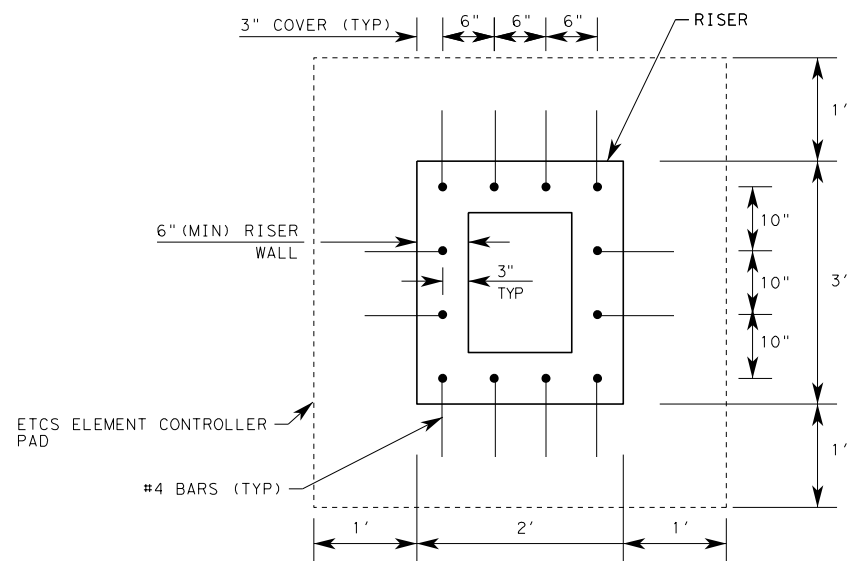 3" COVER (TYP)
6"
6"
6"
RISER
1'
10"
6"(MIN) RISER
WALL
3"
TYP
10"
3'
10"
ETCS ELEMENT CONTROLLER
PAD
1'
#4 BARS (TYP)
1'
2'
1'